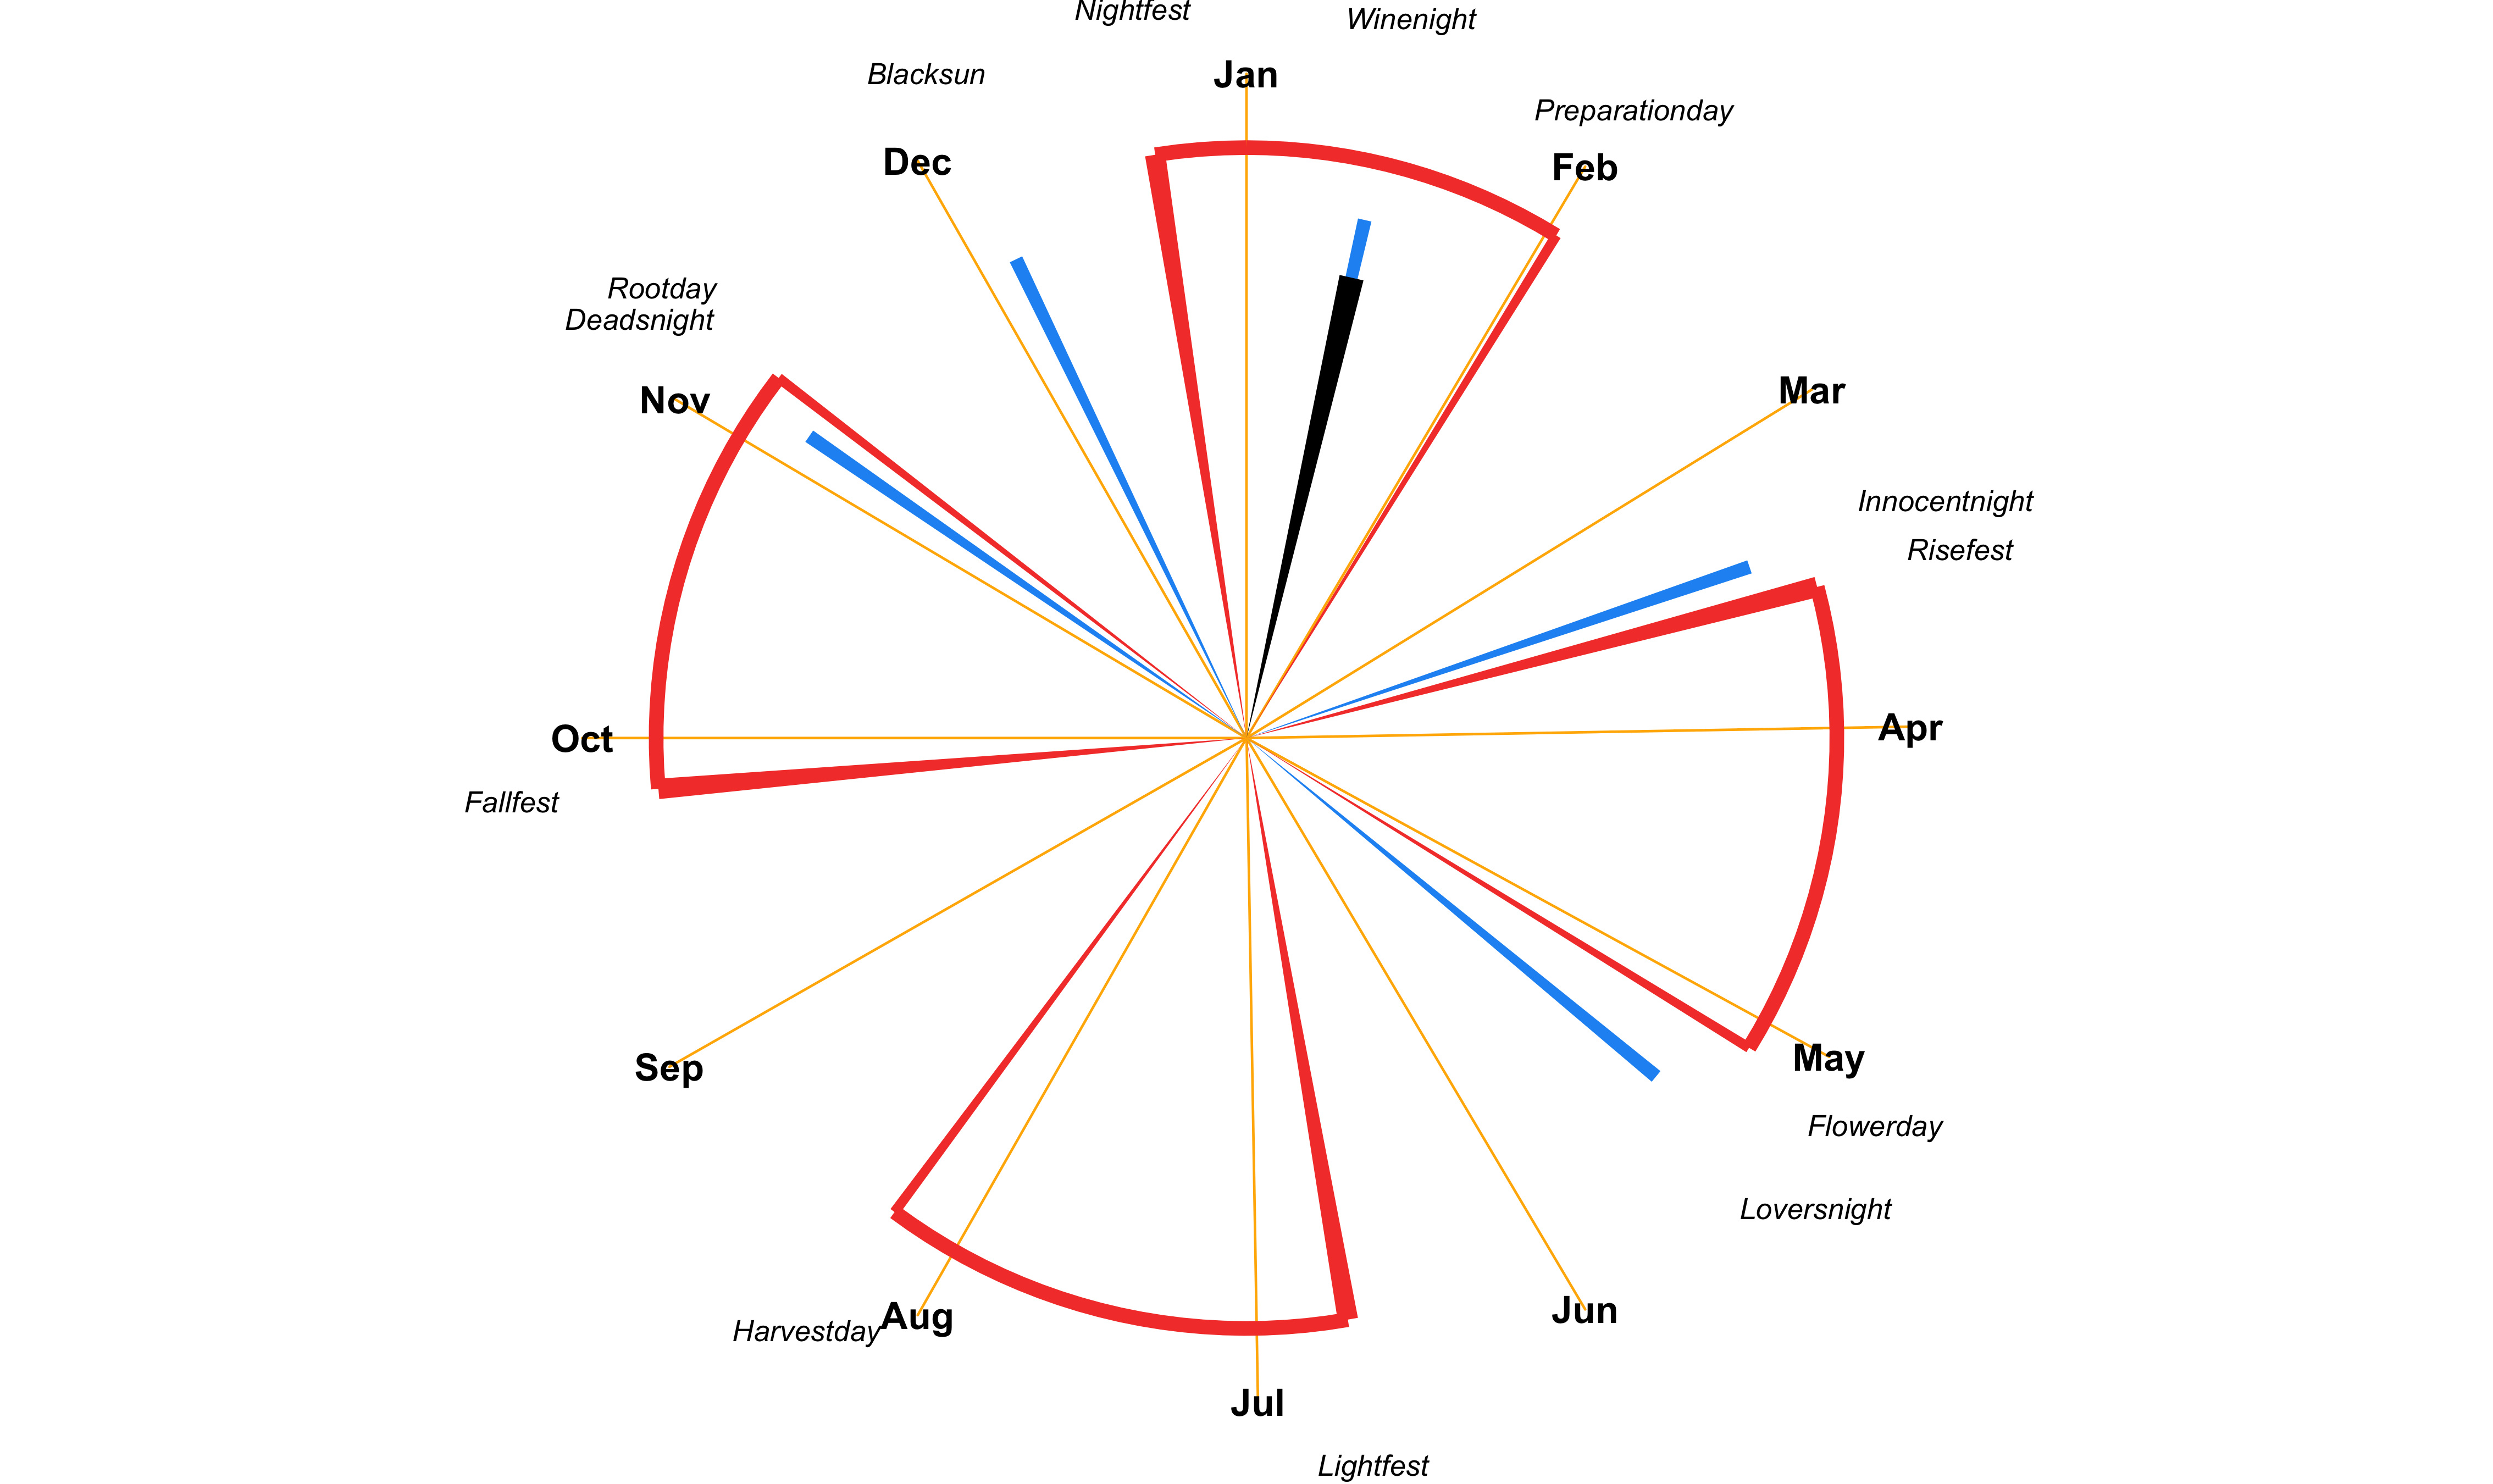 Nightfest
Winenight
Blacksun
Jan
Preparationday
Dec
Feb
Rootday
Deadsnight
Nov
Mar
Innocentnight
Risefest
Oct
Apr
Fallfest
Sep
May
Flowerday
Loversnight
Harvestday
Aug
Jun
Jul
Lightfest